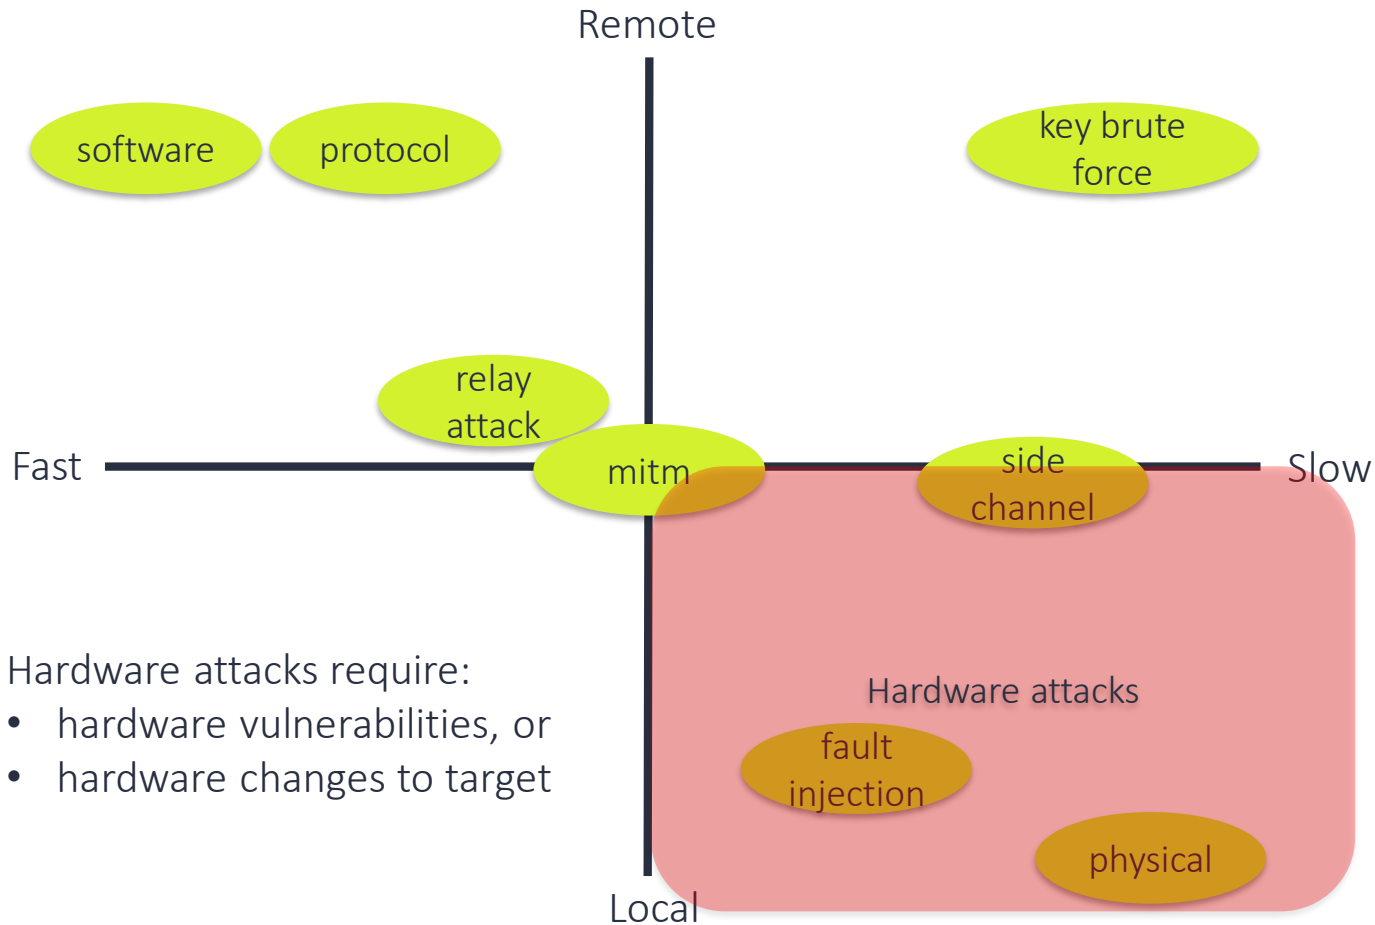 Remote
software
protocol
key brute
force
relay
attack
Fast
mitm
side
channel
Slow
Hardware attacks require:
• hardware vulnerabilities, or
• hardware changes to target
Hardware attacks
fault
injection
physical
Local